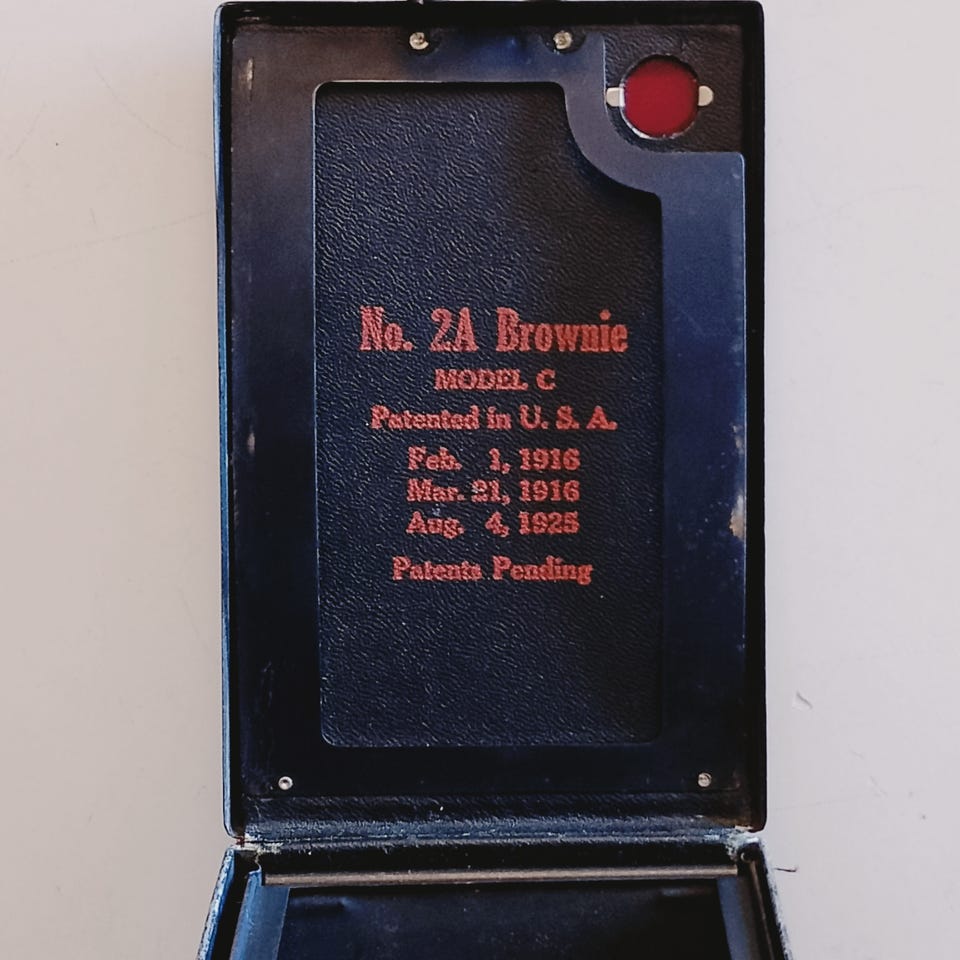 No. 2A Brownie
MODEL C
Patented in U. S. A.
Feb. 1, 1916
Mar. 21, 1916
Aug. 4, 1925
Patents Pending